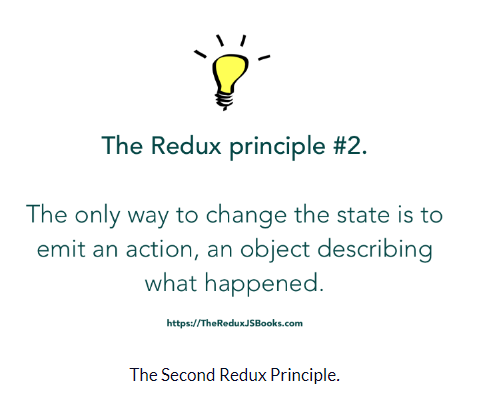 The Redux principle #2.
The only way to change the state is to
emit an action, an object describing
what happened.
https://TheReduxJSBooks.com
The Second Redux Principle.